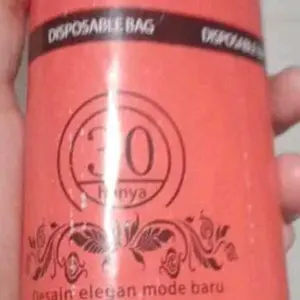 DISPOSABLE BAG DISPOSABLE
30
hanya
Desain elegan mode baru